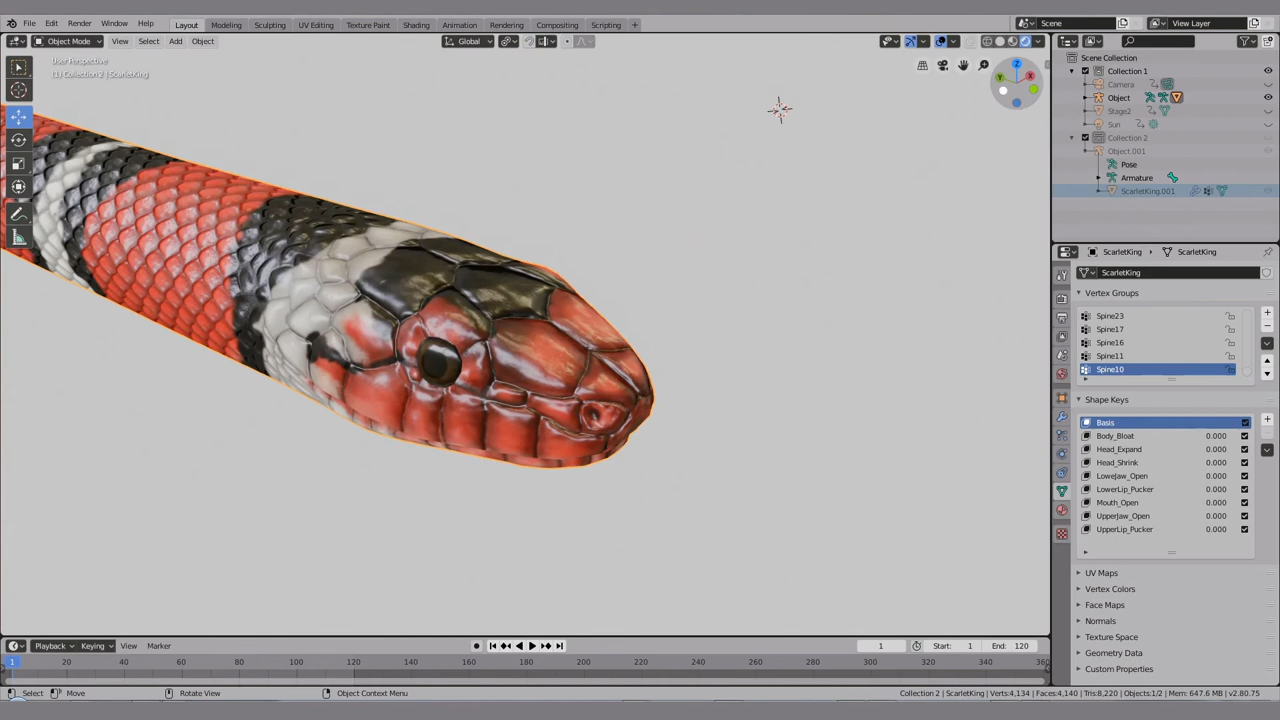 File Edit Render Window Help Layout Modeling Sculpting UV Editing Texture Paint Shading Animation Rendering Compositing Scripting + Scene View Layer
Object Mode View Select Add Object Global
User Perspective
(1) Collection 2 | ScarletKing
Z
X
Y
Scene Collection
Collection 1
Camera
Object
Stage2
Sun
Collection 2
Object.001
Pose
Armature
ScarletKing.001
ScarletKing ScarletKing
ScarletKing
Vertex Groups
Spine23
Spine17
Spine16
Spine11
Spine10
Shape Keys
Basis
Body_Bloat 0.000
Head_Expand 0.000
Head_Shrink 0.000
LoweJaw_Open 0.000
LowerLip_Pucker 0.000
Mouth_Open 0.000
UpperJaw_Open 0.000
UpperLip_Pucker 0.000
UV Maps
Vertex Colors
Face Maps
Normals
Texture Space
Geometry Data
Custom Properties
Playback Keying View Marker 1 Start: 1 End: 120
1 20 40 60 80 100 120 140 160 180 200 220 240 260 280 300 320 340 360
Select Move Rotate View Object Context Menu Collection 2 | ScarletKing | Verts:4,134 | Faces:4,140 | Tris:8,220 | Objects:1/2 | Mem: 647.6 MB | v2.80.75